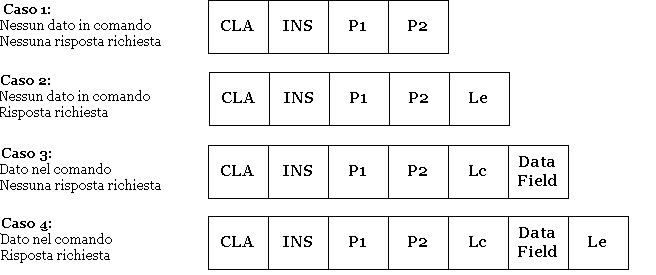 Caso 1:
Nessun dato in comando
Nessuna risposta richiesta
CLA INS P1 P2
Caso 2:
Nessun dato in comando
Risposta richiesta
CLA INS P1 P2 Le
Caso 3:
Dato nel comando
Nessuna risposta richiesta
CLA INS P1 P2 Lc Data
Field
Caso 4:
Dato nel comando
Risposta richiesta
CLA INS P1 P2 Lc Data Le
Field